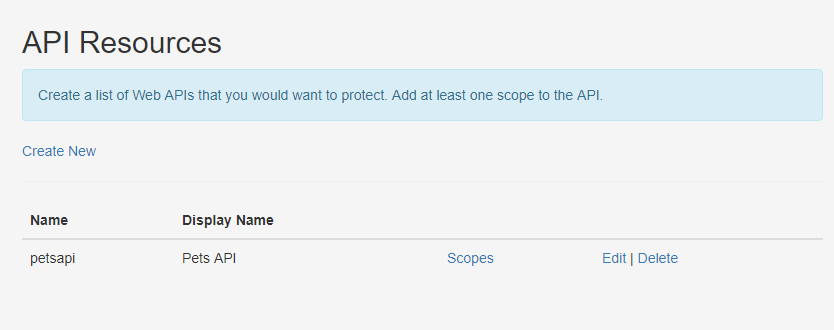 API Resources
Create a list of Web APIs that you would want to protect. Add at least one scope to the API.
Create New
Name Display Name
petsapi Pets API Scopes Edit | Delete